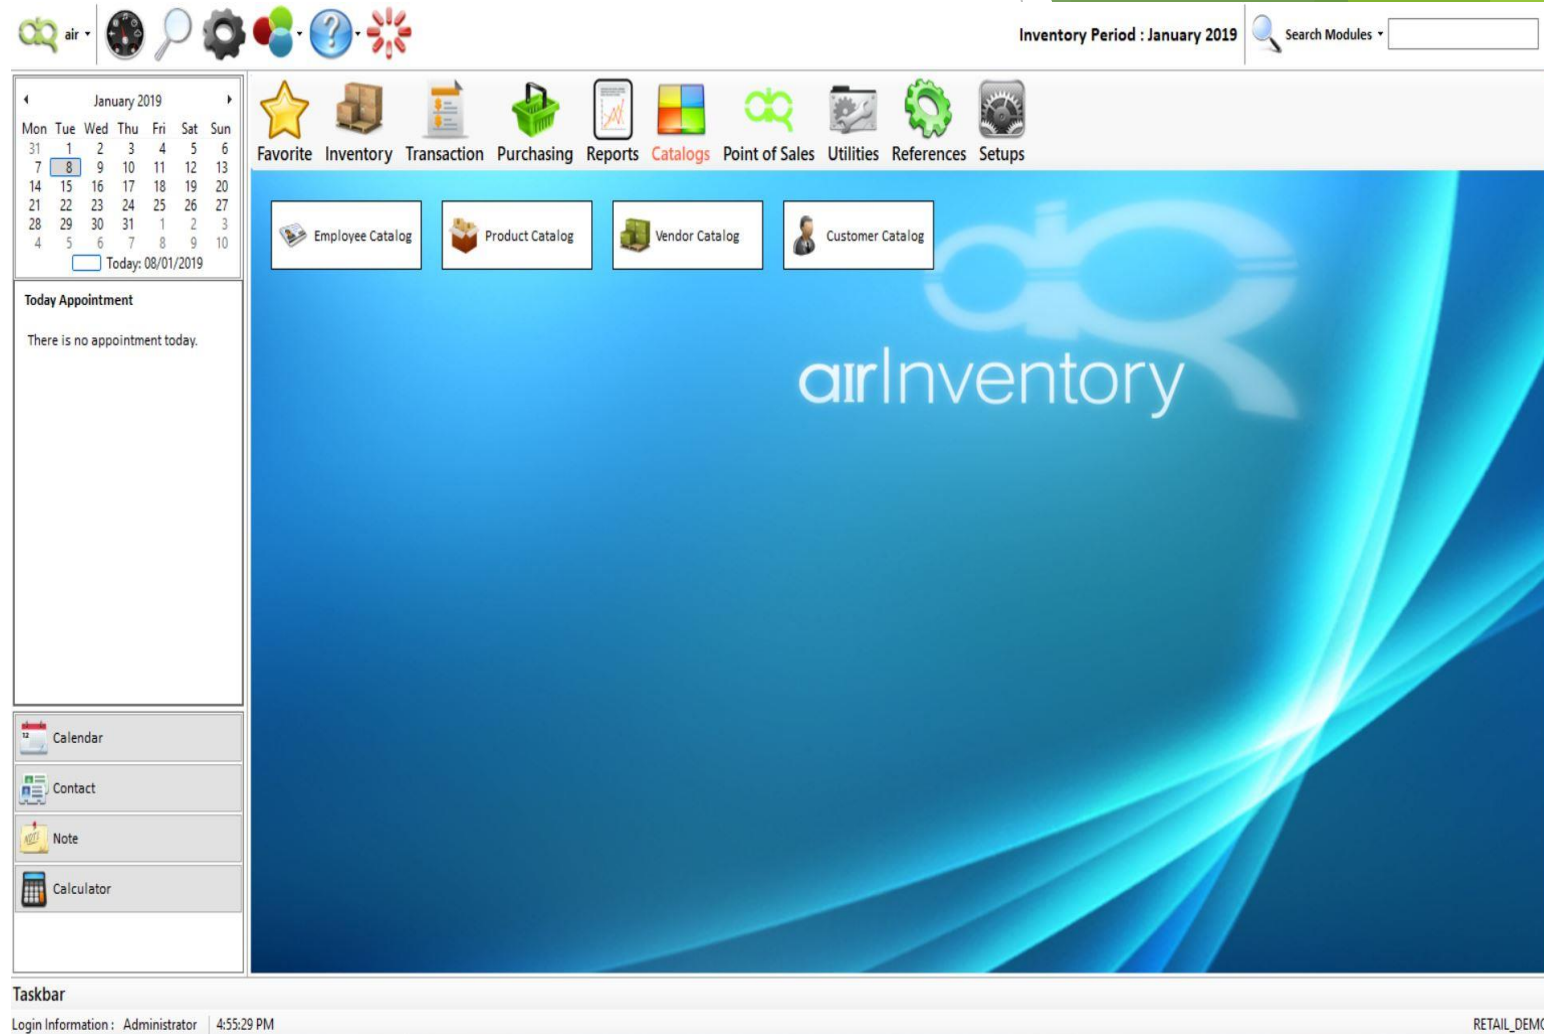 air
Inventory Period : January 2019
Search Modules
January 2019
Mon Tue Wed Thu Fri Sat Sun
31 1 2 3 4 5 6
7 8 9 10 11 12 13
14 15 16 17 18 19 20
21 22 23 24 25 26 27
28 29 30 31 1 2 3
4 5 6 7 8 9 10
Today: 08/01/2019
Favorite Inventory Transaction Purchasing Reports Catalogs Point of Sales Utilities References Setups
Employee Catalog Product Catalog Vendor Catalog Customer Catalog
airInventory
Today Appointment
There is no appointment today.
12
Calendar
Contact
Note
Calculator
Taskbar
Login Information : Administrator 4:55:29 PM RETAIL_DEMO